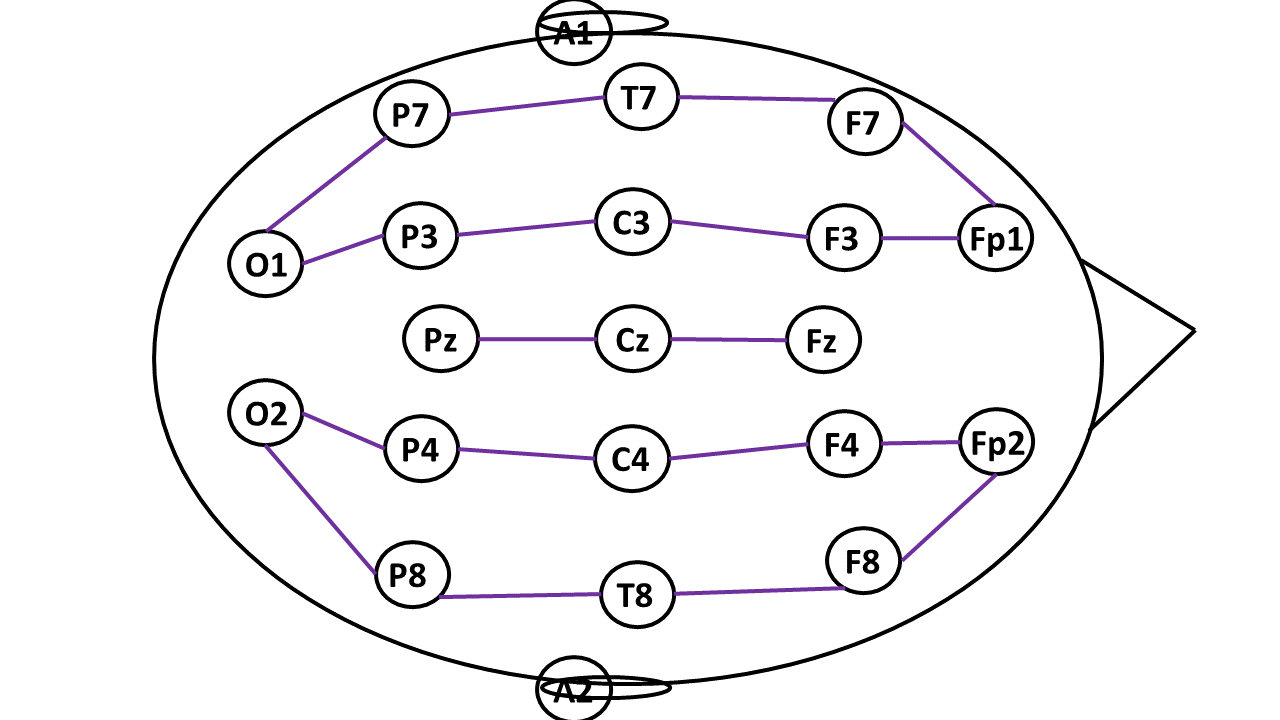 A1
P7 T7 F7
O1 P3 C3 F3 Fp1
Pz Cz Fz
O2 P4 C4 F4 Fp2
P8 T8 F8
A2